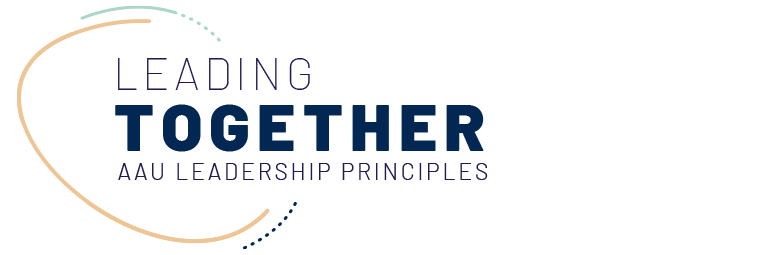 LEADING
TOGETHER
AAU LEADERSHIP PRINCIPLES